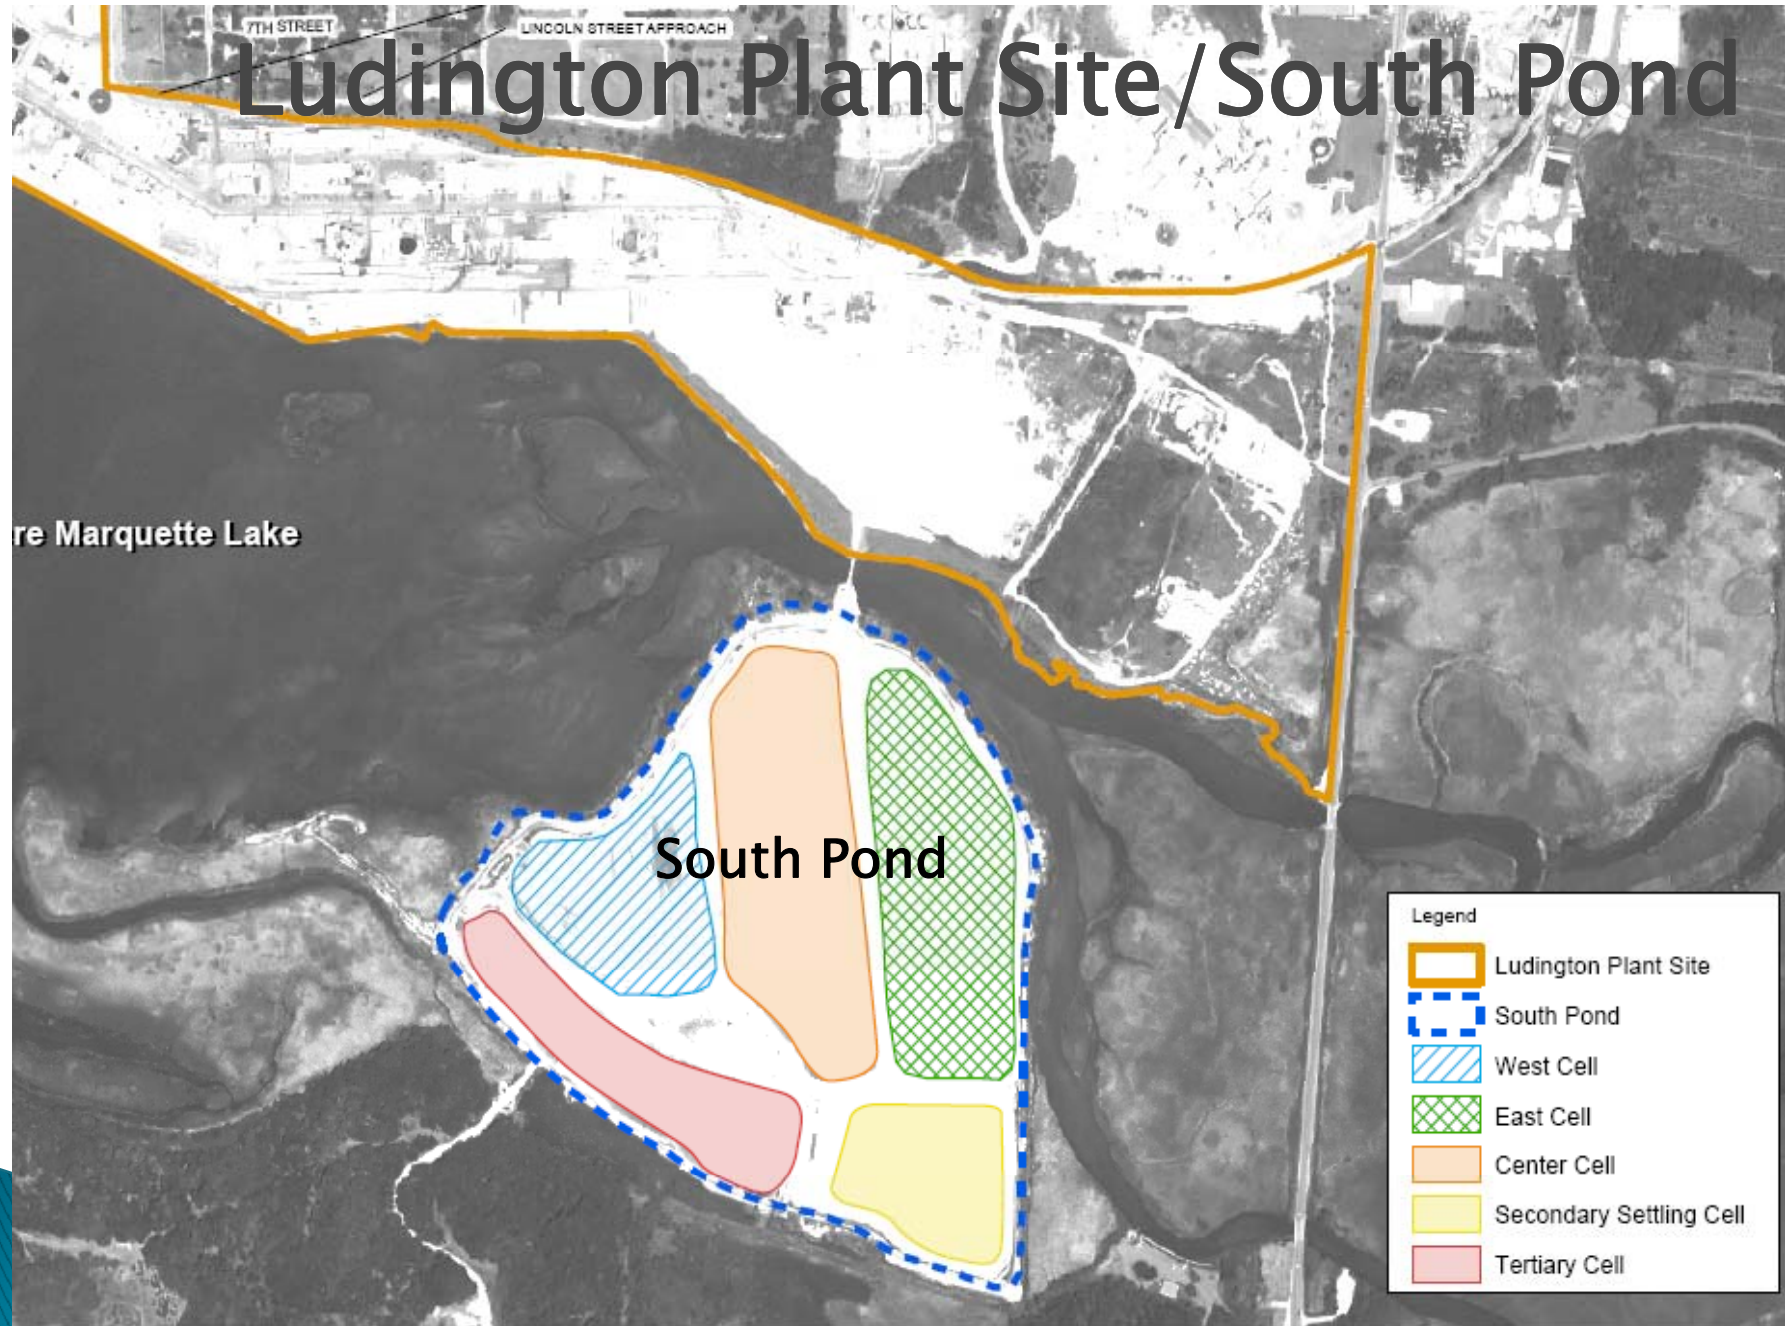 7TH STREET
LINCOLN STREET APPROACH
Ludington Plant Site/South Pond
re Marquette Lake
South Pond
Legend
Ludington Plant Site
South Pond
West Cell
East Cell
Center Cell
Secondary Settling Cell
Tertiary Cell